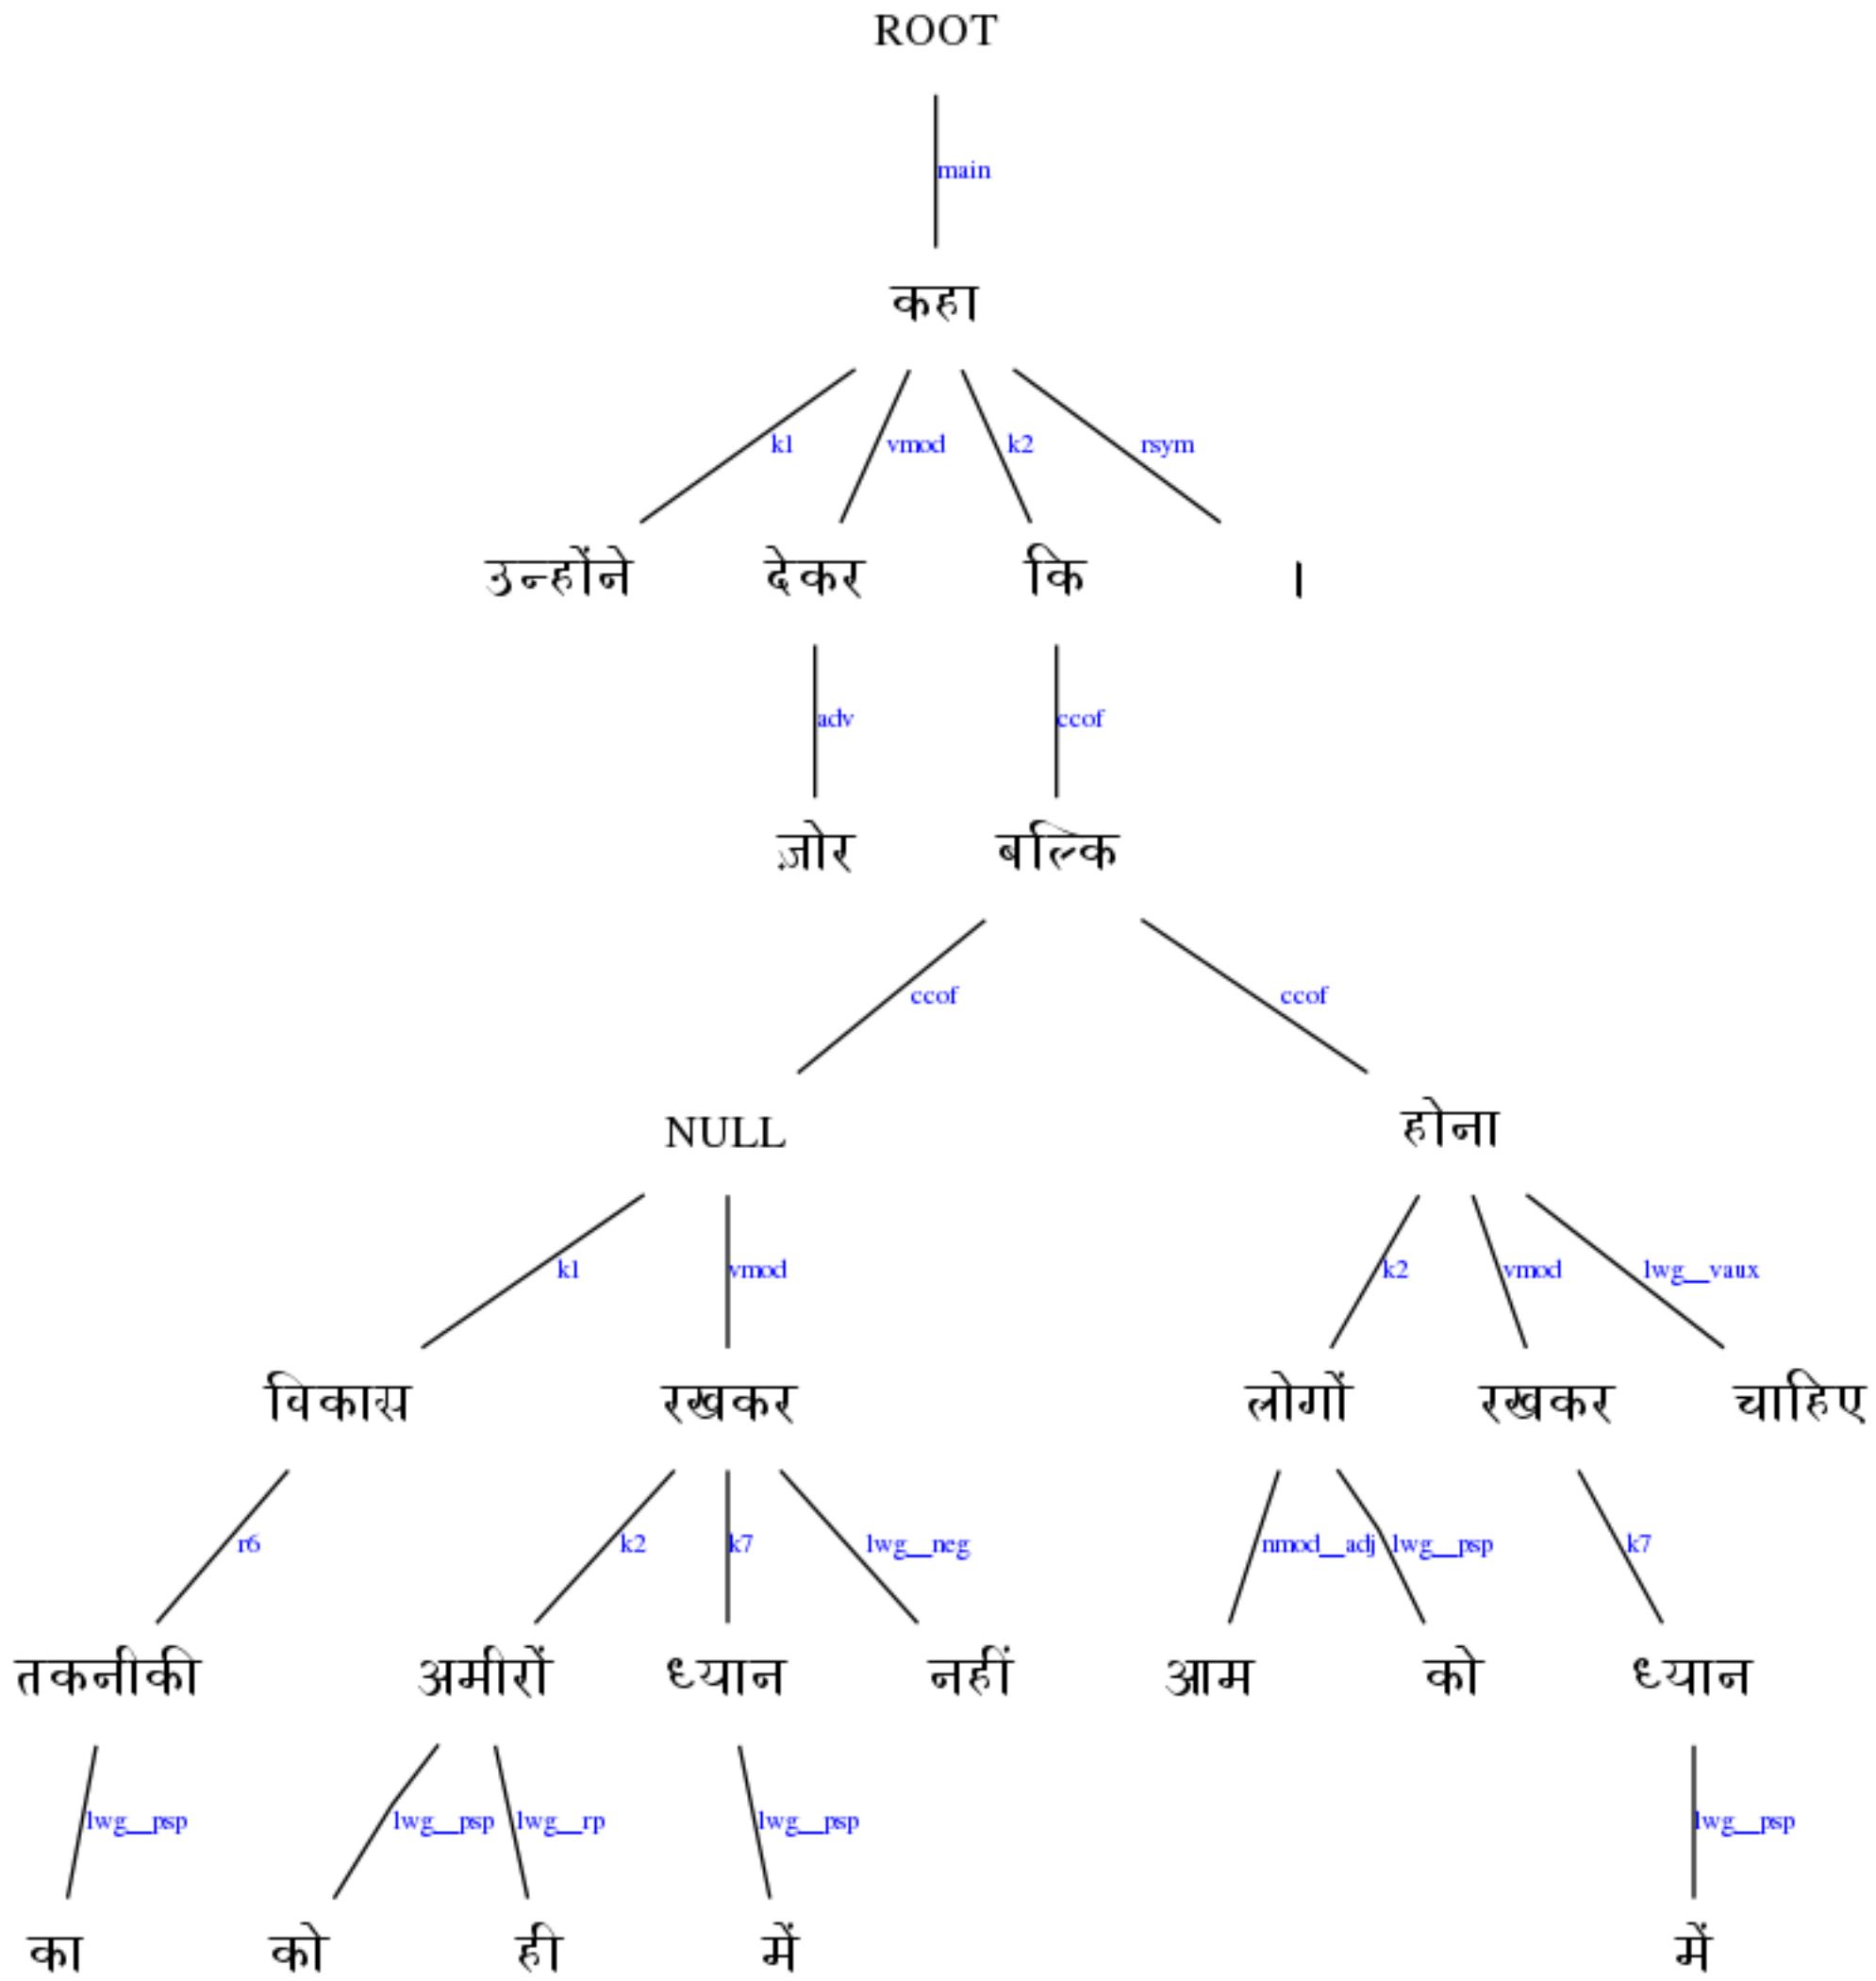 ROOT
main
कहा
k1 vmod k2 rsym
उन्होंने देकर कि ।
adv ccof
ज़ोर बल्कि
ccof ccof
NULL होना
k1 vmod k2 vmod lwg__vaux
विकास रखकर लोगों रखकर चाहिए
r6 k2 k7 lwg__neg nmod__adj lwg__psp k7
तकनीकी अमीरों ध्यान नहीं आम को ध्यान
lwg__psp lwg__psp lwg__rp lwg__psp lwg__psp
का को ही में में